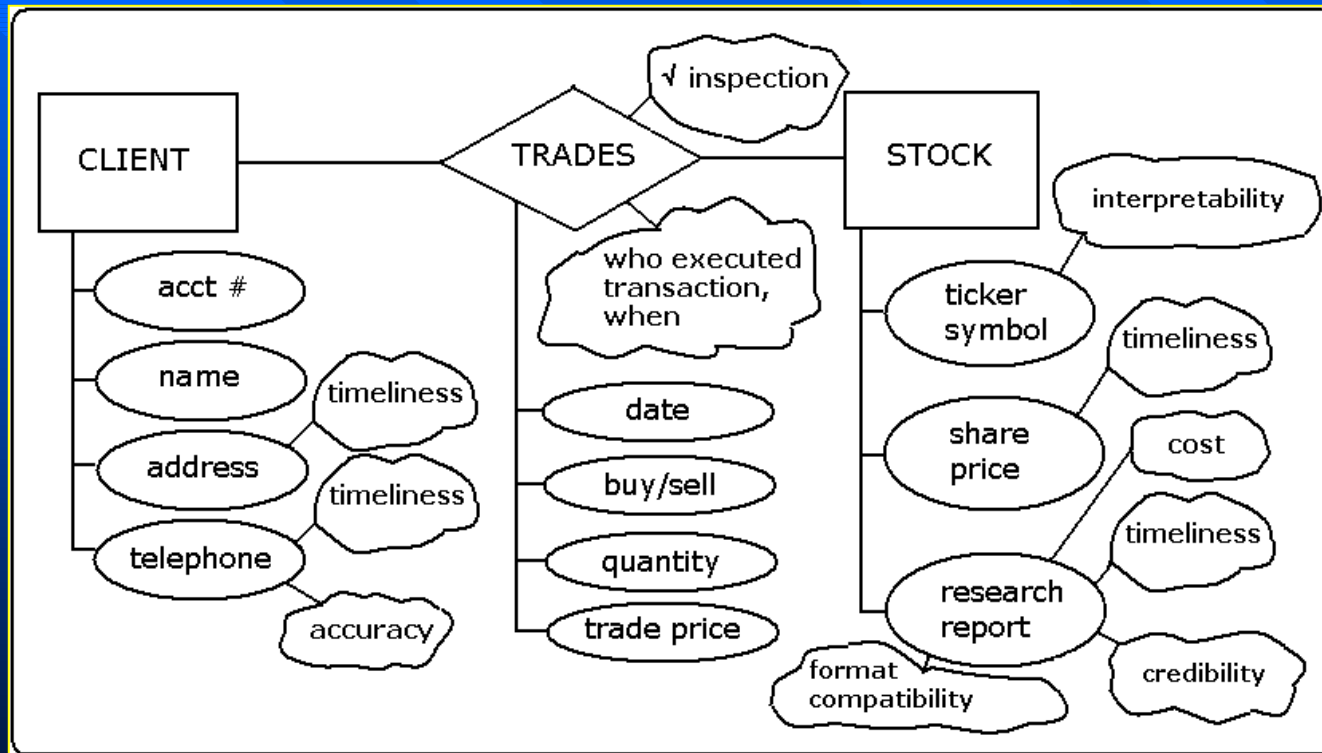 √ inspection
CLIENT
TRADES
STOCK
interpretability
who executed
transaction,
when
acct #
ticker
symbol
name
timeliness
timeliness
date
share
price
cost
address
timeliness
buy/sell
timeliness
telephone
quantity
research
report
accuracy
trade price
format
compatibility
credibility